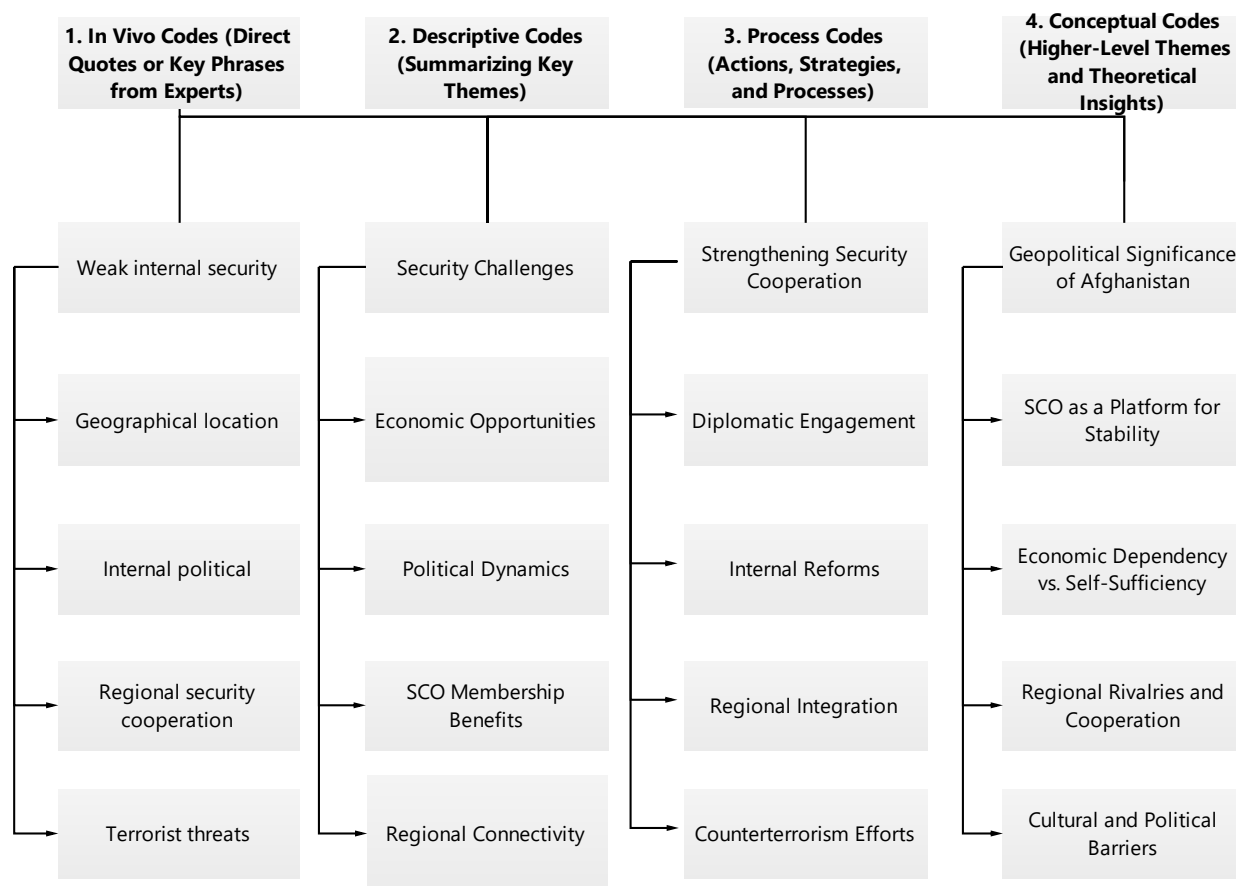 1. In Vivo Codes (Direct
Quotes or Key Phrases
from Experts)
2. Descriptive Codes
(Summarizing Key
Themes)
3. Process Codes
(Actions, Strategies,
and Processes)
4. Conceptual Codes
(Higher-Level Themes
and Theoretical
Insights)
Weak internal security
Security Challenges
Strengthening Security
Cooperation
Geopolitical Significance
of Afghanistan
Geographical location
Economic Opportunities
Diplomatic Engagement
SCO as a Platform for
Stability
Internal political
Political Dynamics
Internal Reforms
Economic Dependency
vs. Self-Sufficiency
Regional security
cooperation
SCO Membership
Benefits
Regional Integration
Regional Rivalries and
Cooperation
Terrorist threats
Regional Connectivity
Counterterrorism Efforts
Cultural and Political
Barriers